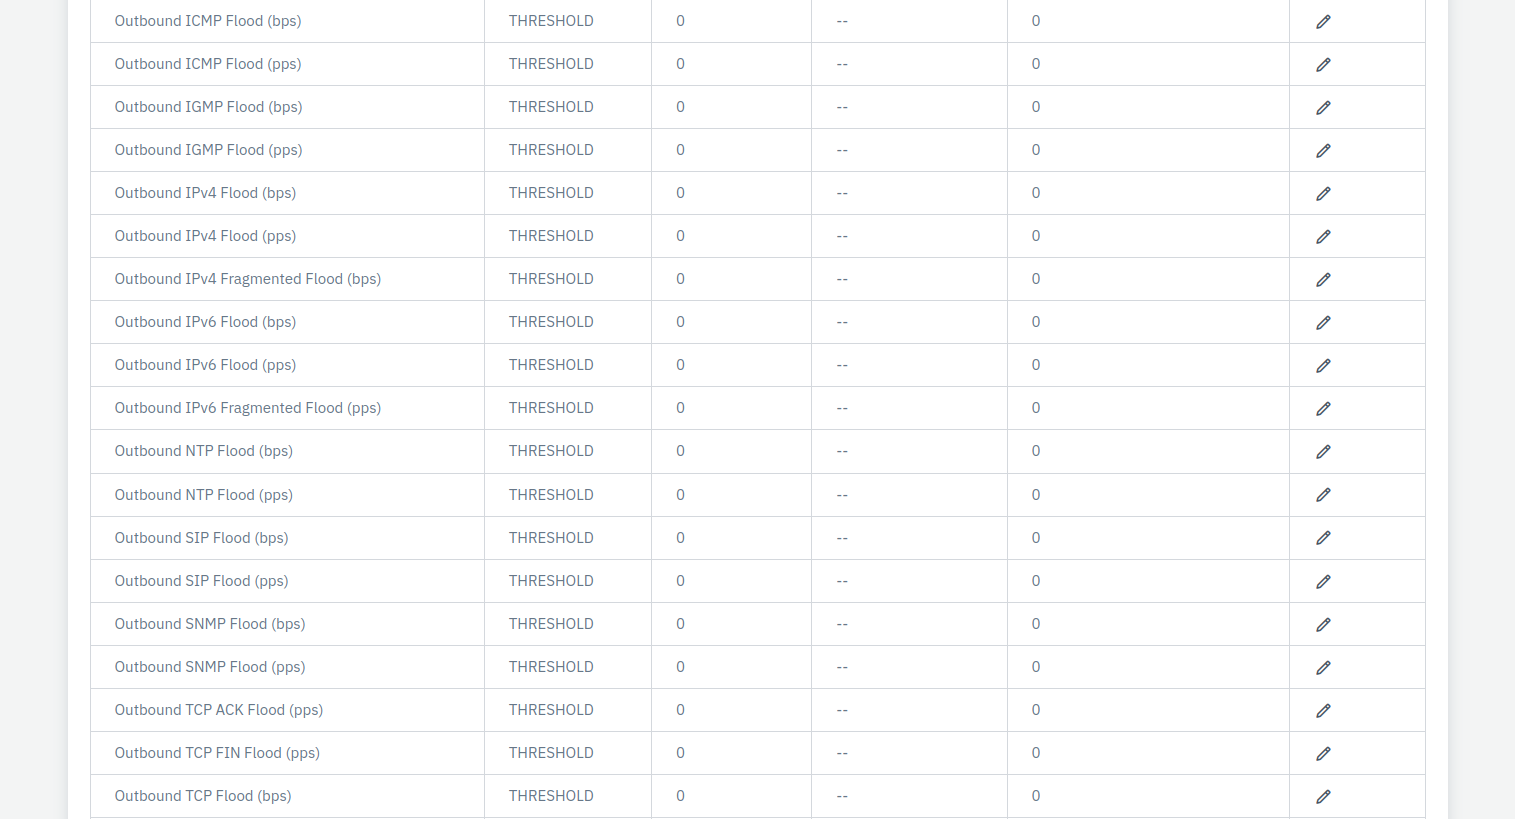 Outbound ICMP Flood (bps) THRESHOLD 0 -- 0
Outbound ICMP Flood (pps) THRESHOLD 0 -- 0
Outbound IGMP Flood (bps) THRESHOLD 0 -- 0
Outbound IGMP Flood (pps) THRESHOLD 0 -- 0
Outbound IPv4 Flood (bps) THRESHOLD 0 -- 0
Outbound IPv4 Flood (pps) THRESHOLD 0 -- 0
Outbound IPv4 Fragmented Flood (bps) THRESHOLD 0 -- 0
Outbound IPv6 Flood (bps) THRESHOLD 0 -- 0
Outbound IPv6 Flood (pps) THRESHOLD 0 -- 0
Outbound IPv6 Fragmented Flood (pps) THRESHOLD 0 -- 0
Outbound NTP Flood (bps) THRESHOLD 0 -- 0
Outbound NTP Flood (pps) THRESHOLD 0 -- 0
Outbound SIP Flood (bps) THRESHOLD 0 -- 0
Outbound SIP Flood (pps) THRESHOLD 0 -- 0
Outbound SNMP Flood (bps) THRESHOLD 0 -- 0
Outbound SNMP Flood (pps) THRESHOLD 0 -- 0
Outbound TCP ACK Flood (pps) THRESHOLD 0 -- 0
Outbound TCP FIN Flood (pps) THRESHOLD 0 -- 0
Outbound TCP Flood (bps) THRESHOLD 0 -- 0